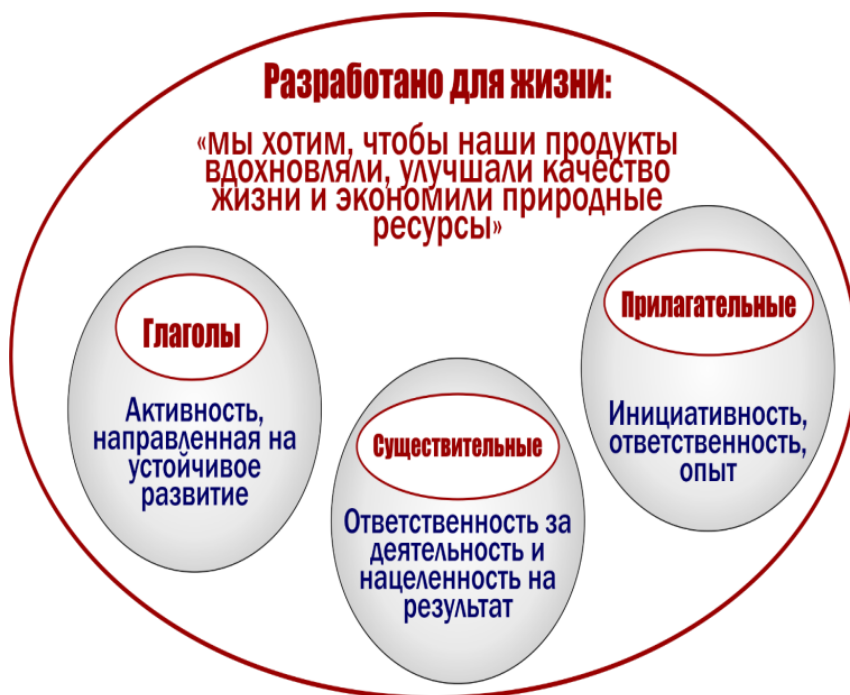 Разработано для жизни:
«мы хотим, чтобы наши продукты
вдохновляли, улучшали качество
жизни и экономили природные
ресурсы»
Глаголы
Активность,
направленная на
устойчивое
развитие
Существительные
Ответственность за
деятельность и
нацеленность на
результат
Прилагательные
Инициативность,
ответственность,
опыт